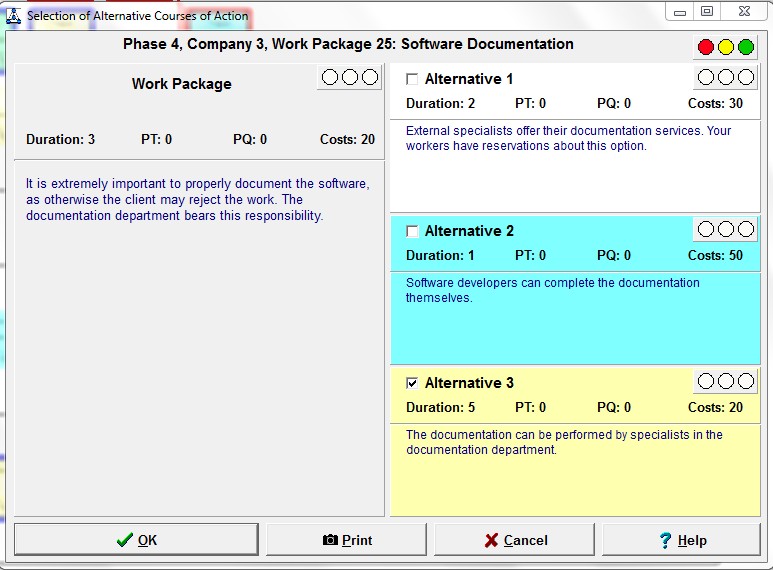 Selection of Alternative Courses of Action
Phase 4, Company 3, Work Package 25: Software Documentation
Work Package
Duration: 3 PT: 0 PQ: 0 Costs: 20
It is extremely important to properly document the software,
as otherwise the client may reject the work. The
documentation department bears this responsibility.
Alternative 1
Duration: 2 PT: 0 PQ: 0 Costs: 30
External specialists offer their documentation services. Your
workers have reservations about this option.
Alternative 2
Duration: 1 PT: 0 PQ: 0 Costs: 50
Software developers can complete the documentation
themselves.
Alternative 3
Duration: 5 PT: 0 PQ: 0 Costs: 20
The documentation can be performed by specialists in the
documentation department.
OK Print Cancel Help